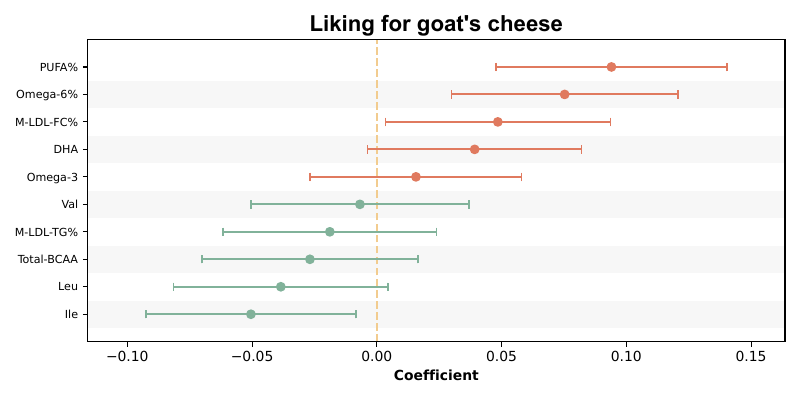 Liking for goat's cheese
PUFA%
Omega-6%
M-LDL-FC%
DHA
Omega-3
Val
M-LDL-TG%
Total-BCAA
Leu
Ile
−0.10 −0.05 0.00 0.05 0.10 0.15
Coefficient